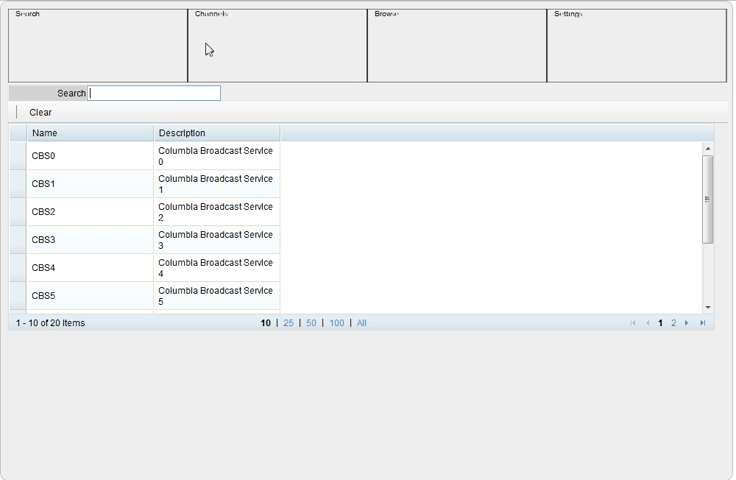 Search Channels Browse Settings
Search
Clear
Name Description
CBS0 Columbia Broadcast Service
0
CBS1 Columbia Broadcast Service
1
CBS2 Columbia Broadcast Service
2
CBS3 Columbia Broadcast Service
3
CBS4 Columbia Broadcast Service
4
CBS5 Columbia Broadcast Service
5
1 - 10 of 20 Items 10 | 25 | 50 | 100 | All 1 2